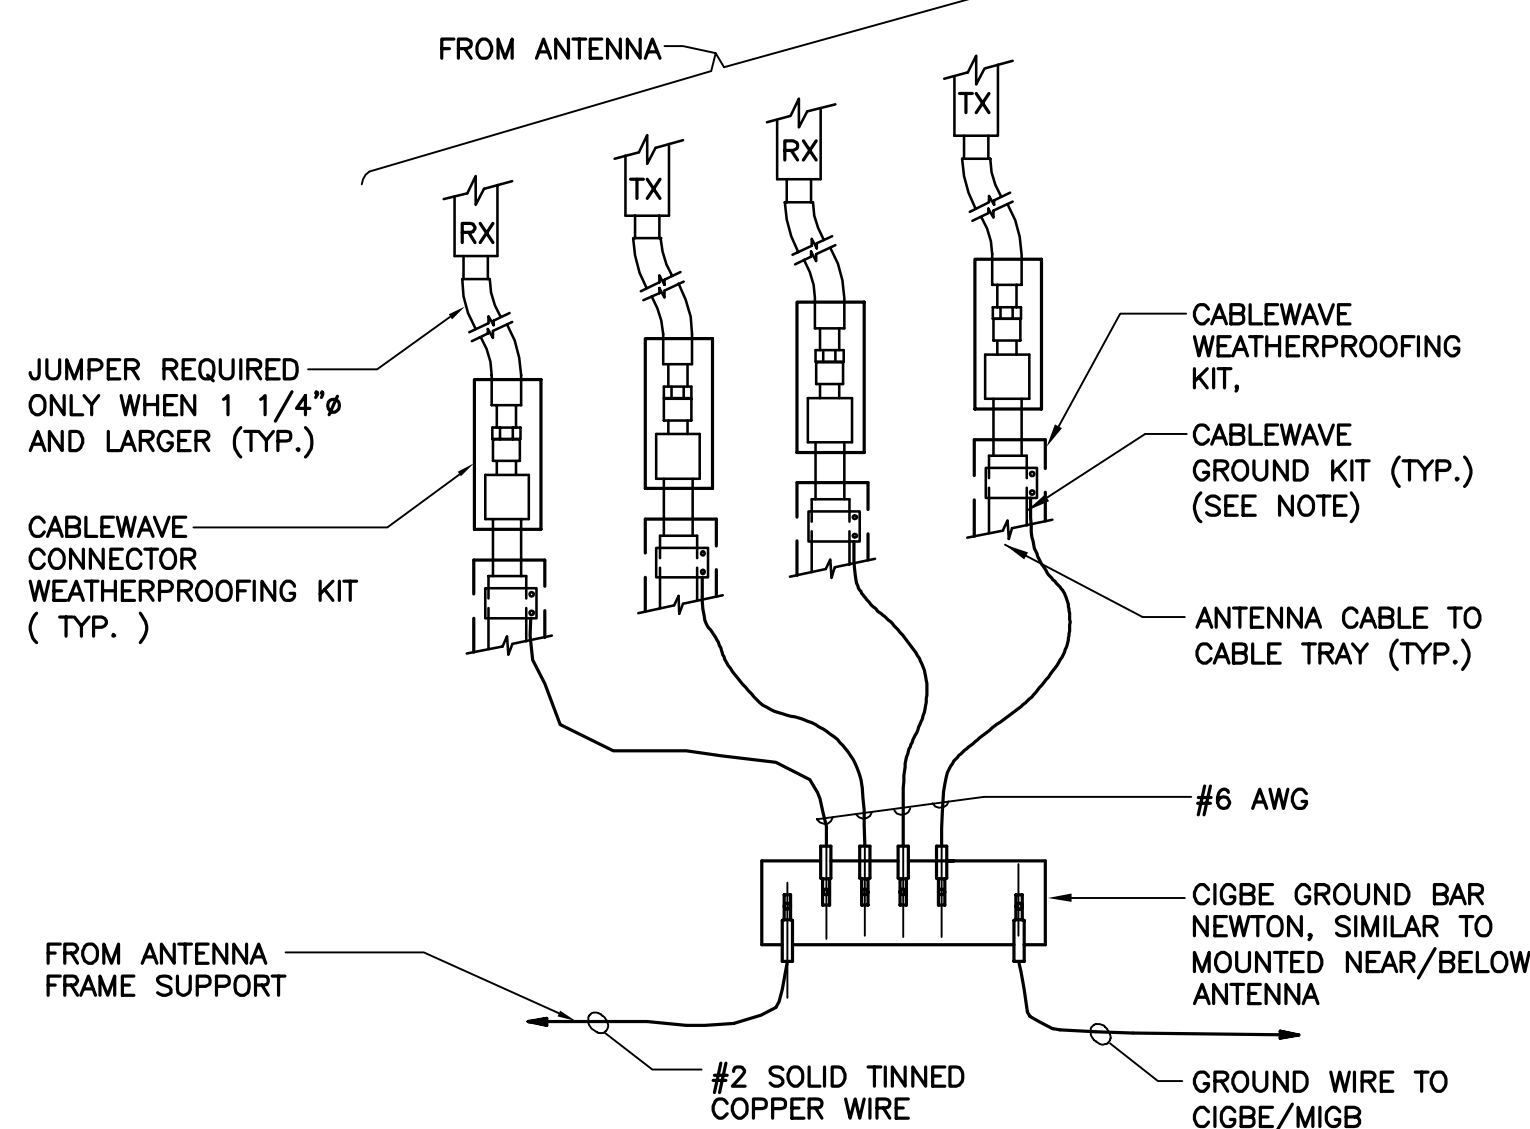 FROM ANTENNA
TX
RX
TX
RX
JUMPER REQUIRED
ONLY WHEN 1 1/4"ø
AND LARGER (TYP.)
CABLEWAVE
CONNECTOR
WEATHERPROOFING KIT
( TYP. )
CABLEWAVE
WEATHERPROOFING
KIT,
CABLEWAVE
GROUND KIT (TYP.)
(SEE NOTE)
ANTENNA CABLE TO
CABLE TRAY (TYP.)
#6 AWG
CIGBE GROUND BAR
NEWTON, SIMILAR TO
MOUNTED NEAR/BELOW
ANTENNA
FROM ANTENNA
FRAME SUPPORT
#2 SOLID TINNED
COPPER WIRE
GROUND WIRE TO
CIGBE/MIGB